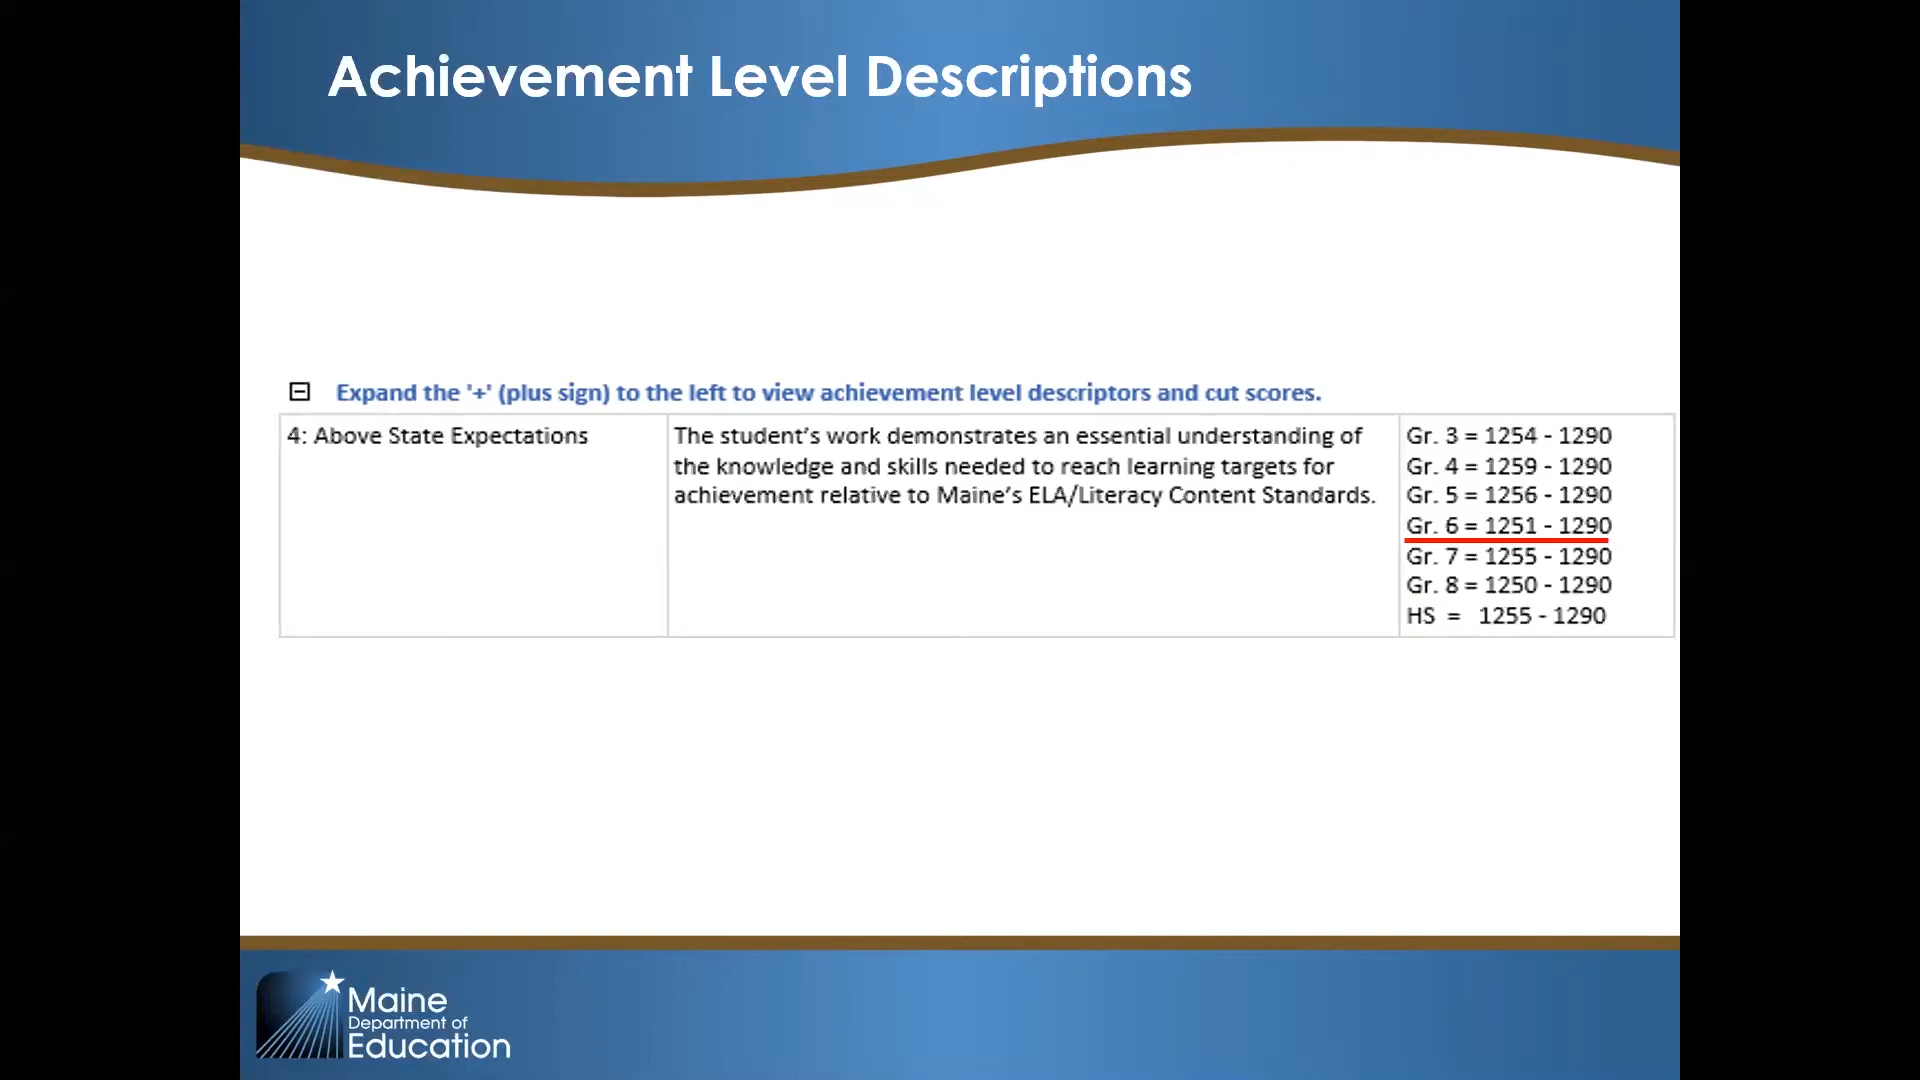 Achievement Level Descriptions
Expand the '+' (plus sign) to the left to view achievement level descriptors and cut scores.
4: Above State Expectations
The student's work demonstrates an essential understanding of
the knowledge and skills needed to reach learning targets for
achievement relative to Maine's ELA/Literacy Content Standards.
Gr. 3 = 1254 - 1290
Gr. 4 = 1259 - 1290
Gr. 5 = 1256 - 1290
Gr. 6 = 1251 - 1290
Gr. 7 = 1255 - 1290
Gr. 8 = 1250 - 1290
HS = 1255 - 1290
Maine
Department of
Education